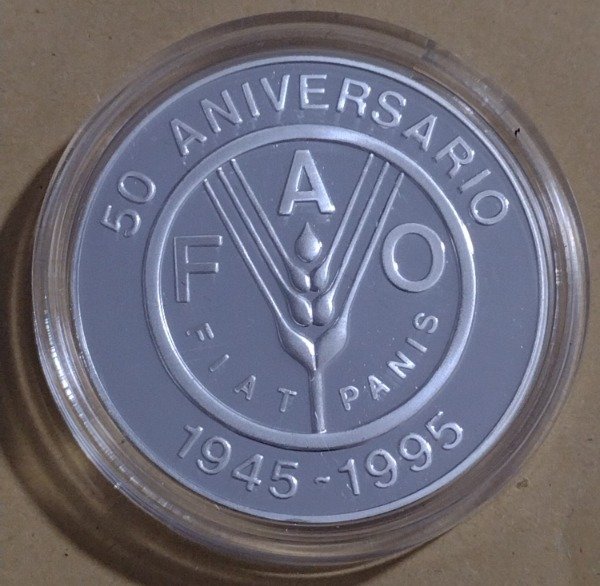 50 ANIVERSARIO
F A O
FIAT PANIS
1945-1995